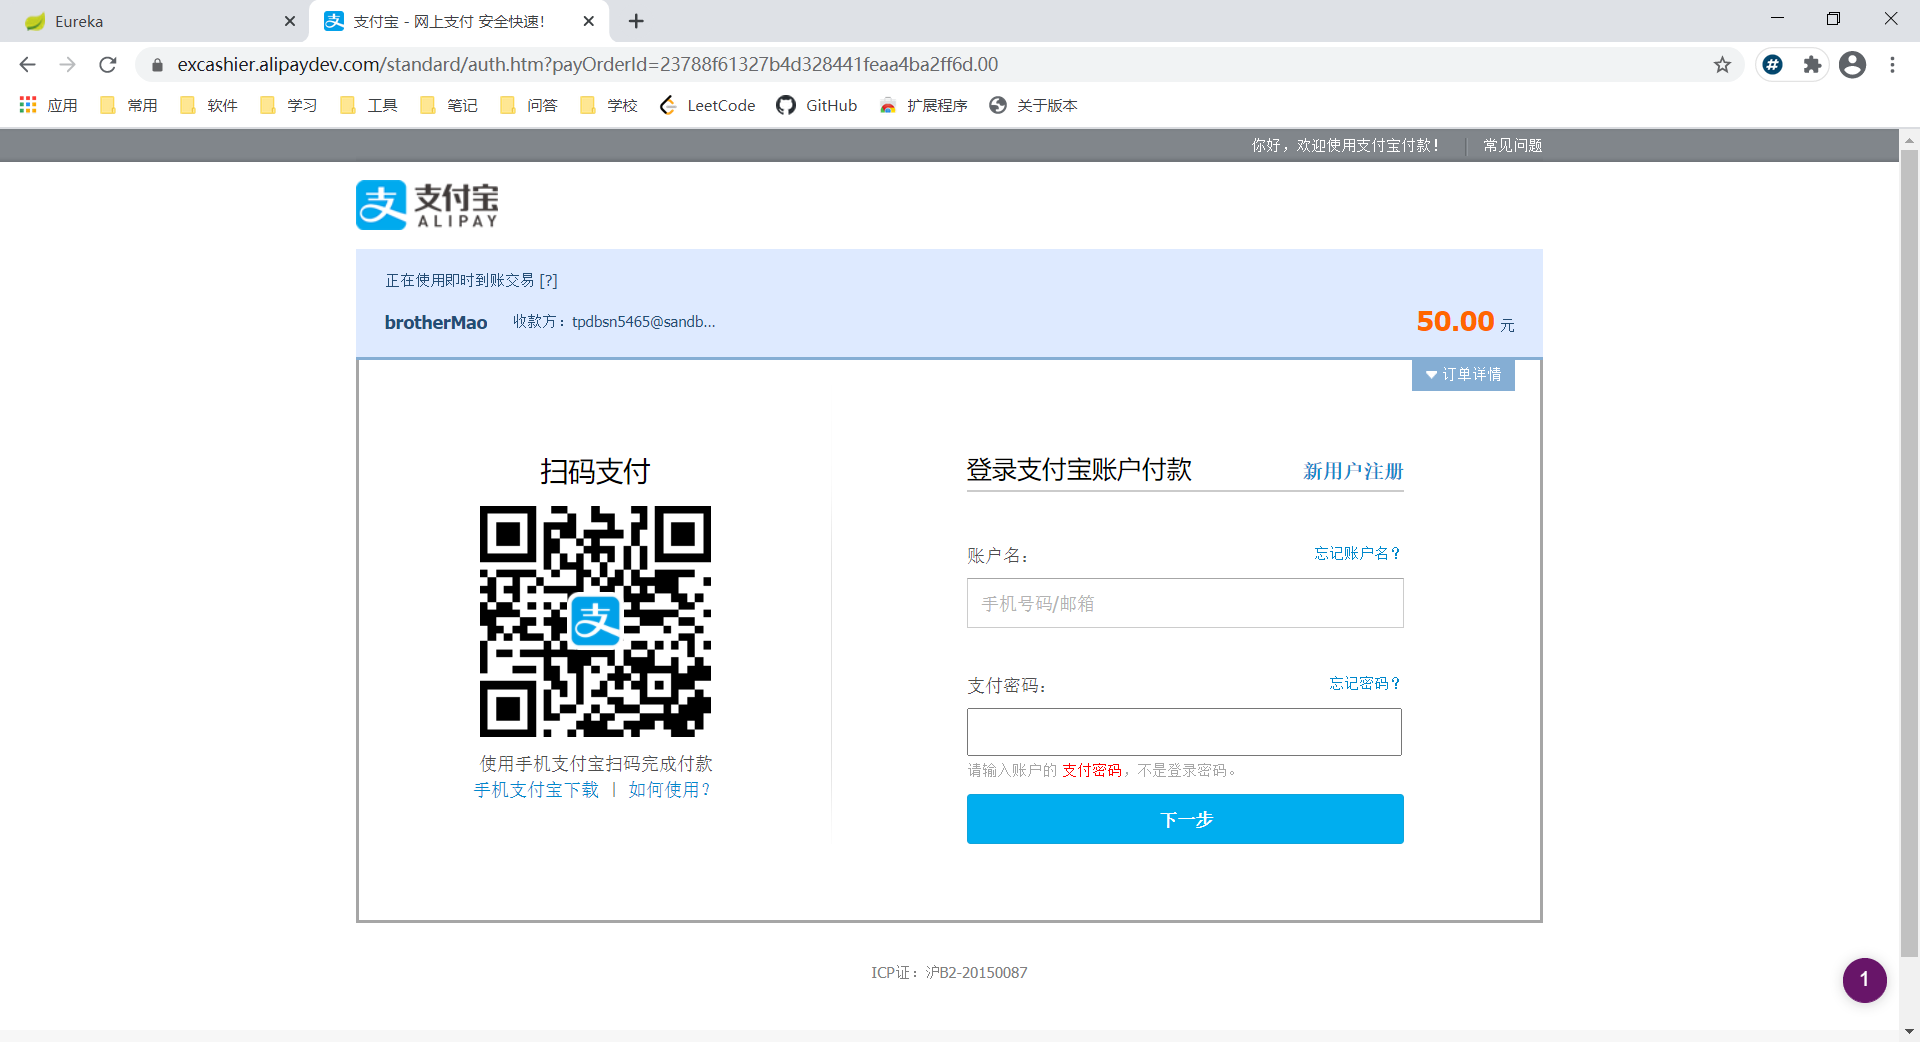 Eureka
支付宝 - 网上支付 安全快速！
excashier.alipaydev.com/standard/auth.htm?payOrderId=23788f61327b4d328441feaa4ba2ff6d.00
应用 常用 软件 学习 工具 笔记 问答 学校 LeetCode GitHub 扩展程序 关于版本
你好，欢迎使用支付宝付款！ 常见问题
支 支付宝
ALIPAY
正在使用即时到账交易 [?]
brotherMao 收款方：tpdbsn5465@sandb... 50.00 元
订单详情
扫码支付
支
使用手机支付宝扫码完成付款
手机支付宝下载 | 如何使用？
登录支付宝账户付款 新用户注册
账户名： 忘记账户名？
手机号码/邮箱
支付密码： 忘记密码？
请输入账户的 支付密码，不是登录密码。
下一步
ICP证：沪B2-20150087
1